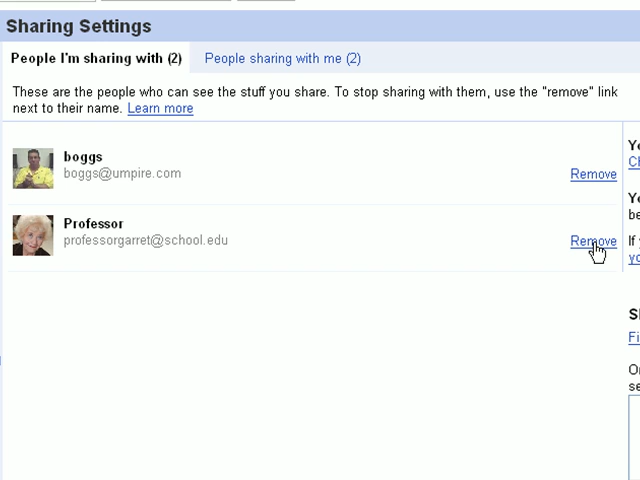 Sharing Settings
People I'm sharing with (2) People sharing with me (2)
These are the people who can see the stuff you share. To stop sharing with them, use the "remove" link
next to their name. Learn more
boggs
boggs@umpire.com
Remove
Professor
professorgarret@school.edu
Remove
If